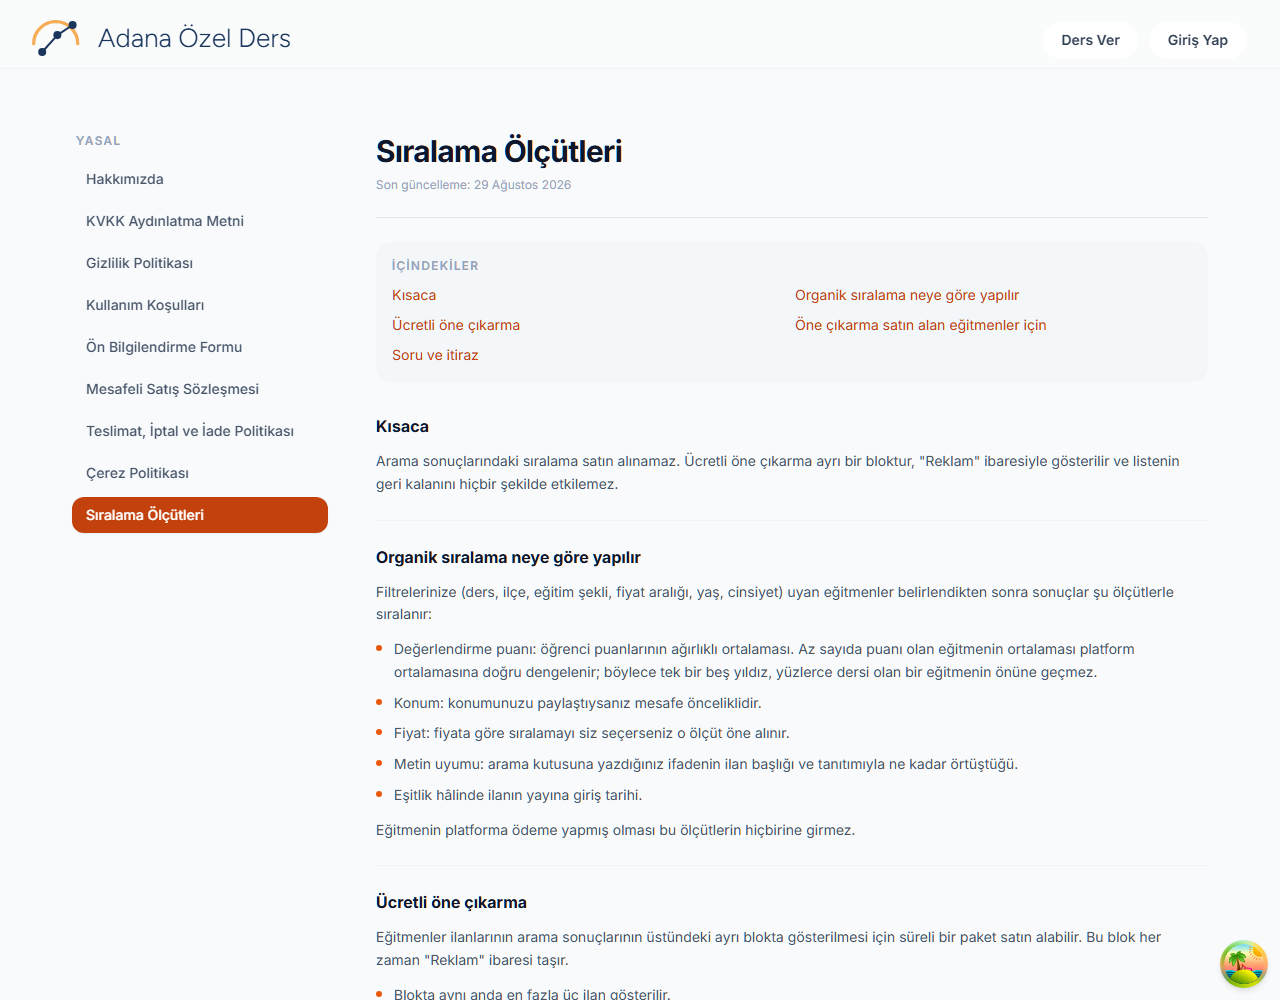 Adana Özel Ders
Ders Ver
Giriş Yap
YASAL
Hakkımızda
KVKK Aydınlatma Metni
Gizlilik Politikası
Kullanım Koşulları
Ön Bilgilendirme Formu
Mesafeli Satış Sözleşmesi
Teslimat, İptal ve İade Politikası
Çerez Politikası
Sıralama Ölçütleri
Sıralama Ölçütleri
Son güncelleme: 29 Ağustos 2026
İÇİNDEKİLER
Kısaca
Organik sıralama neye göre yapılır
Ücretli öne çıkarma
Öne çıkarma satın alan eğitmenler için
Soru ve itiraz
Kısaca
Arama sonuçlarındaki sıralama satın alınamaz. Ücretli öne çıkarma ayrı bir bloktur, "Reklam" ibaresiyle gösterilir ve listenin
geri kalanını hiçbir şekilde etkilemez.
Organik sıralama neye göre yapılır
Filtrelerinize (ders, ilçe, eğitim şekli, fiyat aralığı, yaş, cinsiyet) uyan eğitmenler belirlendikten sonra sonuçlar şu ölçütlerle
sıralanır:
Değerlendirme puanı: öğrenci puanlarının ağırlıklı ortalaması. Az sayıda puanı olan eğitmenin ortalaması platform
ortalamasına doğru dengelenir; böylece tek bir beş yıldız, yüzlerce dersi olan bir eğitmenin önüne geçmez.
Konum: konumunuzu paylaştıysanız mesafe önceliklidir.
Fiyat: fiyata göre sıralamayı siz seçerseniz o ölçüt öne alınır.
Metin uyumu: arama kutusuna yazdığınız ifadenin ilan başlığı ve tanıtımıyla ne kadar örtüştüğü.
Eşitlik hâlinde ilanın yayına giriş tarihi.
Eğitmenin platforma ödeme yapmış olması bu ölçütlerin hiçbirine girmez.
Ücretli öne çıkarma
Eğitmenler ilanlarının arama sonuçlarının üstündeki ayrı blokta gösterilmesi için süreli bir paket satın alabilir. Bu blok her
zaman "Reklam" ibaresi taşır.
Blokta aynı anda en fazla üç ilan gösterilir.